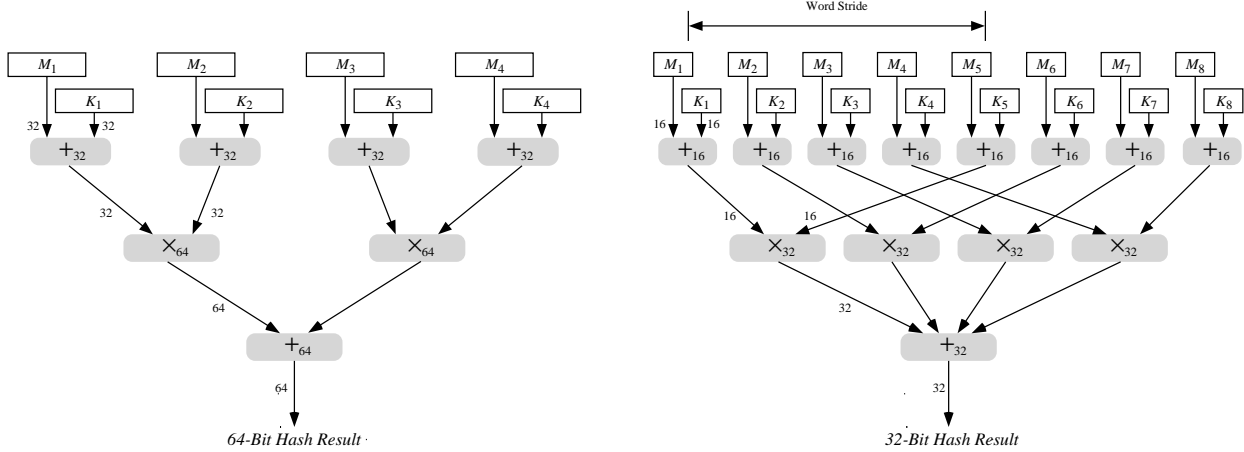 Word Stride
M1 M2 M3 M4 M1 M2 M3 M4 M5 M6 M7 M8
K1 K2 K3 K4 K1 K2 K3 K4 K5 K6 K7 K8
32 32 16 16
+32 +32 +32 +32 +16 +16 +16 +16 +16 +16 +16 +16
32 32 16 16
×64 ×64 ×32 ×32 ×32 ×32
64 32
+64 +32
64 32
64-Bit Hash Result 32-Bit Hash Result